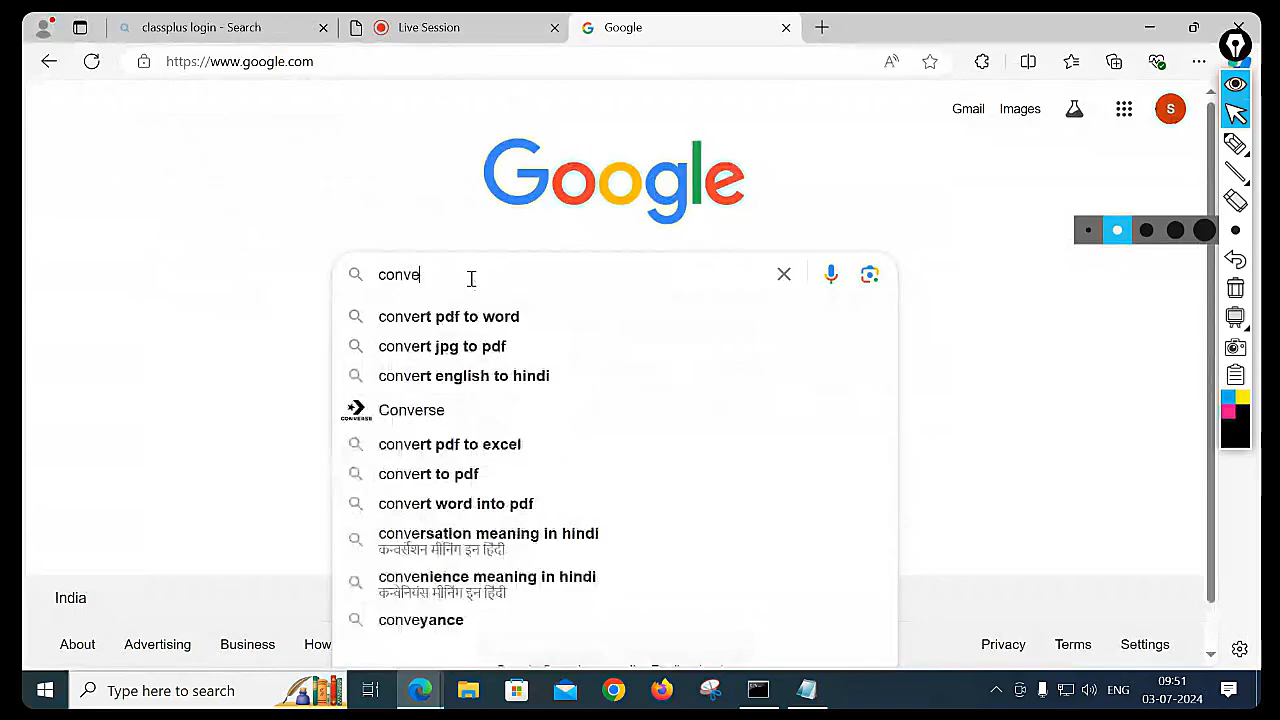 classplus login - Search
Live Session
Google
https://www.google.com
Gmail Images S
Google
conve
convert pdf to word
convert jpg to pdf
convert english to hindi
CONVERSE Converse
convert pdf to excel
convert to pdf
convert word into pdf
conversation meaning in hindi
कन्वर्सेशन मीनिंग इन हिंदी
convenience meaning in hindi
कन्वेनियंस मीनिंग इन हिंदी
conveyance
India
About Advertising Business How
Privacy Terms Settings
Type here to search
ENG
09:51
03-07-2024